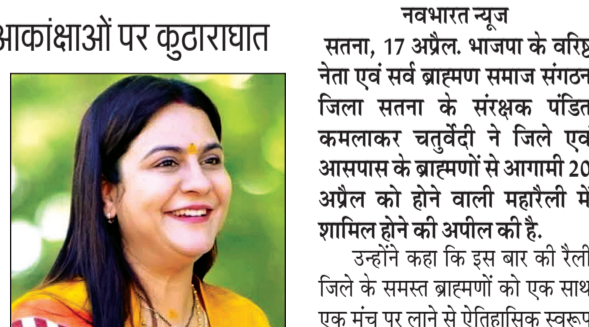 आकांक्षाओं पर कुठाराघात
नवभारत न्यूज
सतना, 17 अप्रैल. भाजपा के वरिष्ठ
नेता एवं सर्व ब्राह्मण समाज संगठन
जिला सतना के संरक्षक पंडित
कमलाकर चतुर्वेदी ने जिले एवं
आसपास के ब्राह्मणों से आगामी 20
अप्रैल को होने वाली महारैली में
शामिल होने की अपील की है.
उन्होंने कहा कि इस बार की रैली
जिले के समस्त ब्राह्मणों को एक साथ
एक मंच पर लाने से ऐतिहासिक स्वरूप